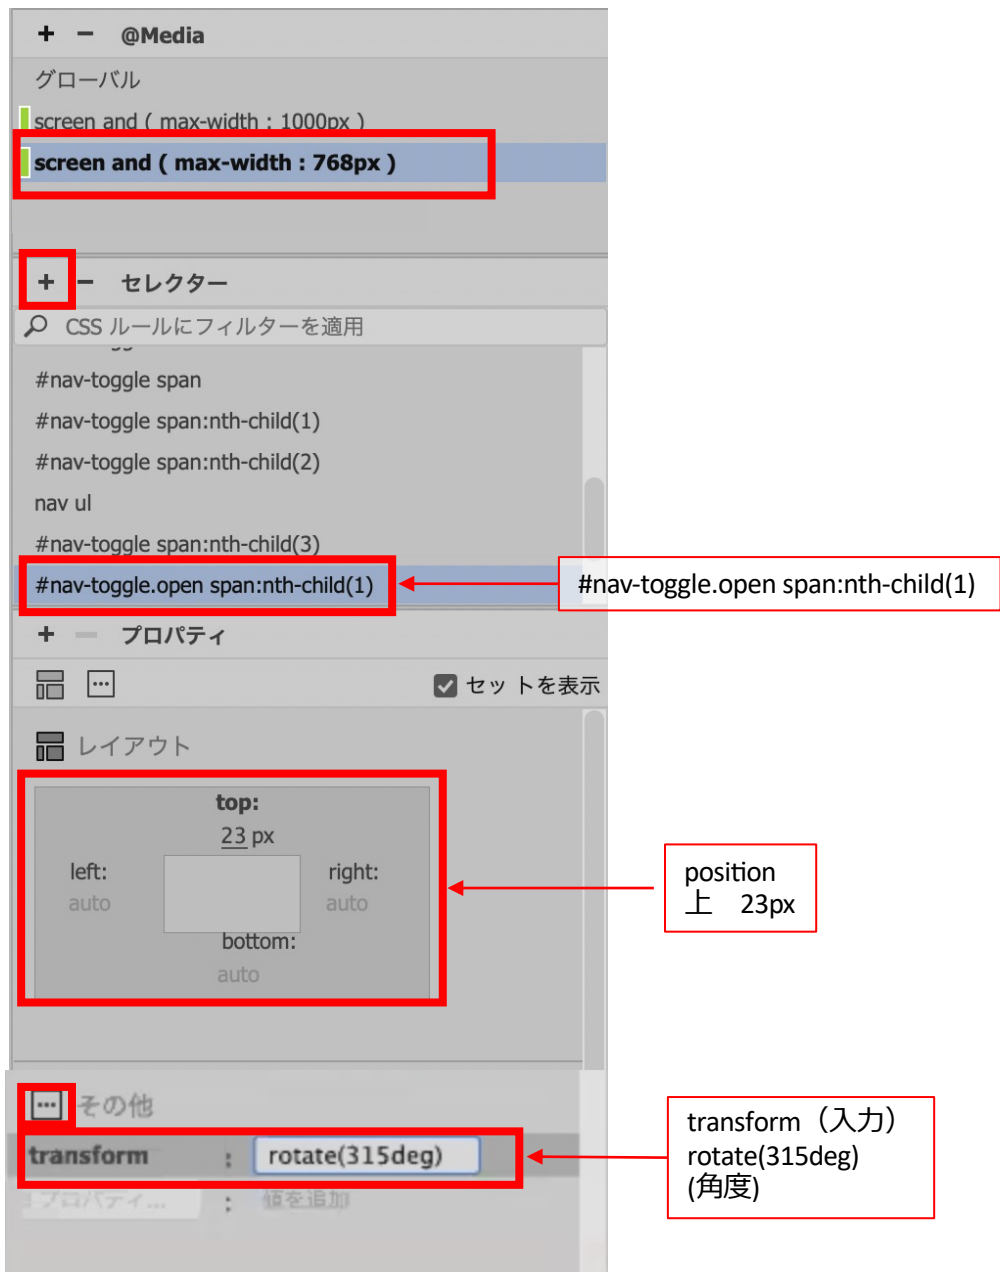 + − @Media
グローバル
screen and ( max-width : 1000px )
screen and ( max-width : 768px )
+ − セレクター
CSS ルールにフィルターを適用
#nav-toggle span
#nav-toggle span:nth-child(1)
#nav-toggle span:nth-child(2)
nav ul
#nav-toggle span:nth-child(3)
#nav-toggle.open span:nth-child(1)
#nav-toggle.open span:nth-child(1)
+ − プロパティ
セットを表示
レイアウト
top:
23 px
left:
right:
auto
auto
bottom:
auto
position
上 23px
その他
transform : rotate(315deg)
プロパティ... : 値を追加
transform（入力）
rotate(315deg)
(角度)